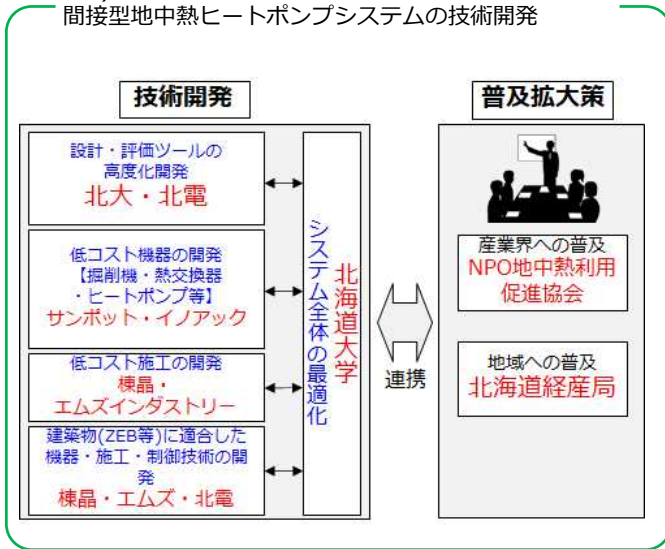 間接型地中熱ヒートポンプシステムの技術開発
技術開発
設計・評価ツールの
高度化開発
北大・北電
低コスト機器の開発
【掘削機・熱交換器
・ヒートポンプ等】
サンポット・イノアック
低コスト施工の開発
棟晶・
エムズインダストリー
建築物(ZEB等)に適合した
機器・施工・制御技術の開
発
棟晶・エムズ・北電
北海道大学
システム全体の最適化
連携
普及拡大策
産業界への普及
NPO地中熱利用
促進協会
地域への普及
北海道経産局